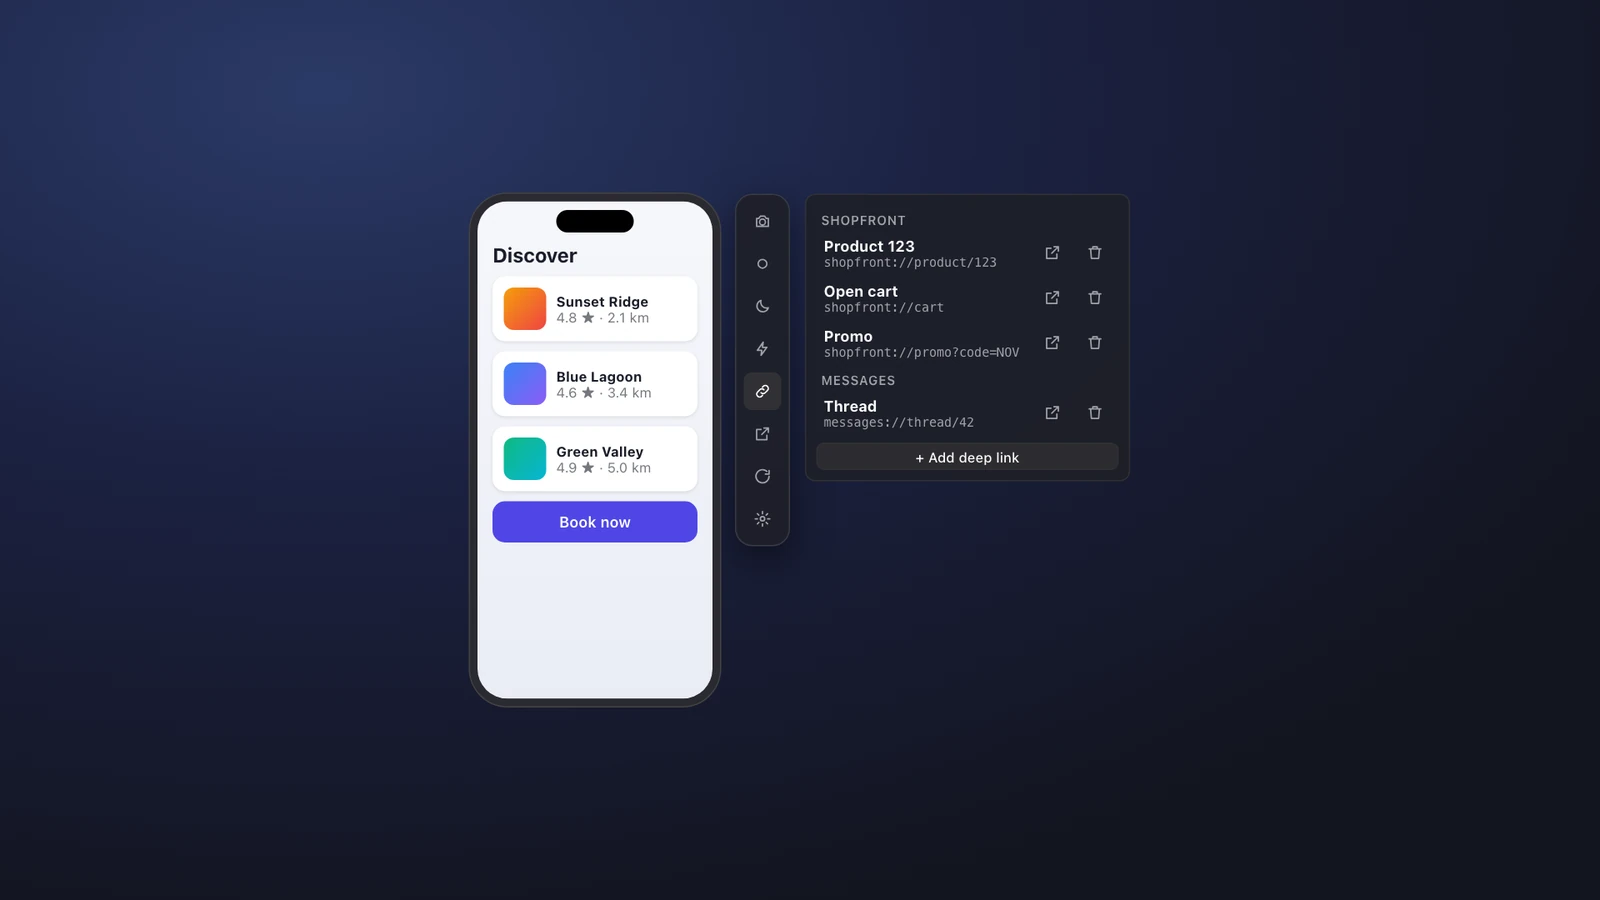 Discover
Sunset Ridge
4.8 ★ · 2.1 km
Blue Lagoon
4.6 ★ · 3.4 km
Green Valley
4.9 ★ · 5.0 km
Book now
SHOPFRONT
Product 123
shopfront://product/123
Open cart
shopfront://cart
Promo
shopfront://promo?code=NOV
MESSAGES
Thread
messages://thread/42
+ Add deep link